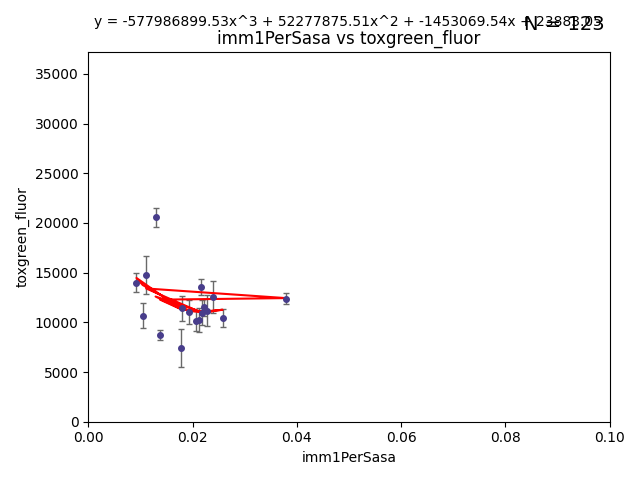 y = -577986899.53x^3 + 52277875.51x^2 + -1453069.54x +
N = 123
imm1PerSasa vs toxgreen_fluor
35000
30000
25000
20000
15000
10000
5000
0
toxgreen_fluor
0.00 0.02 0.04 0.06 0.08 0.10
imm1PerSasa